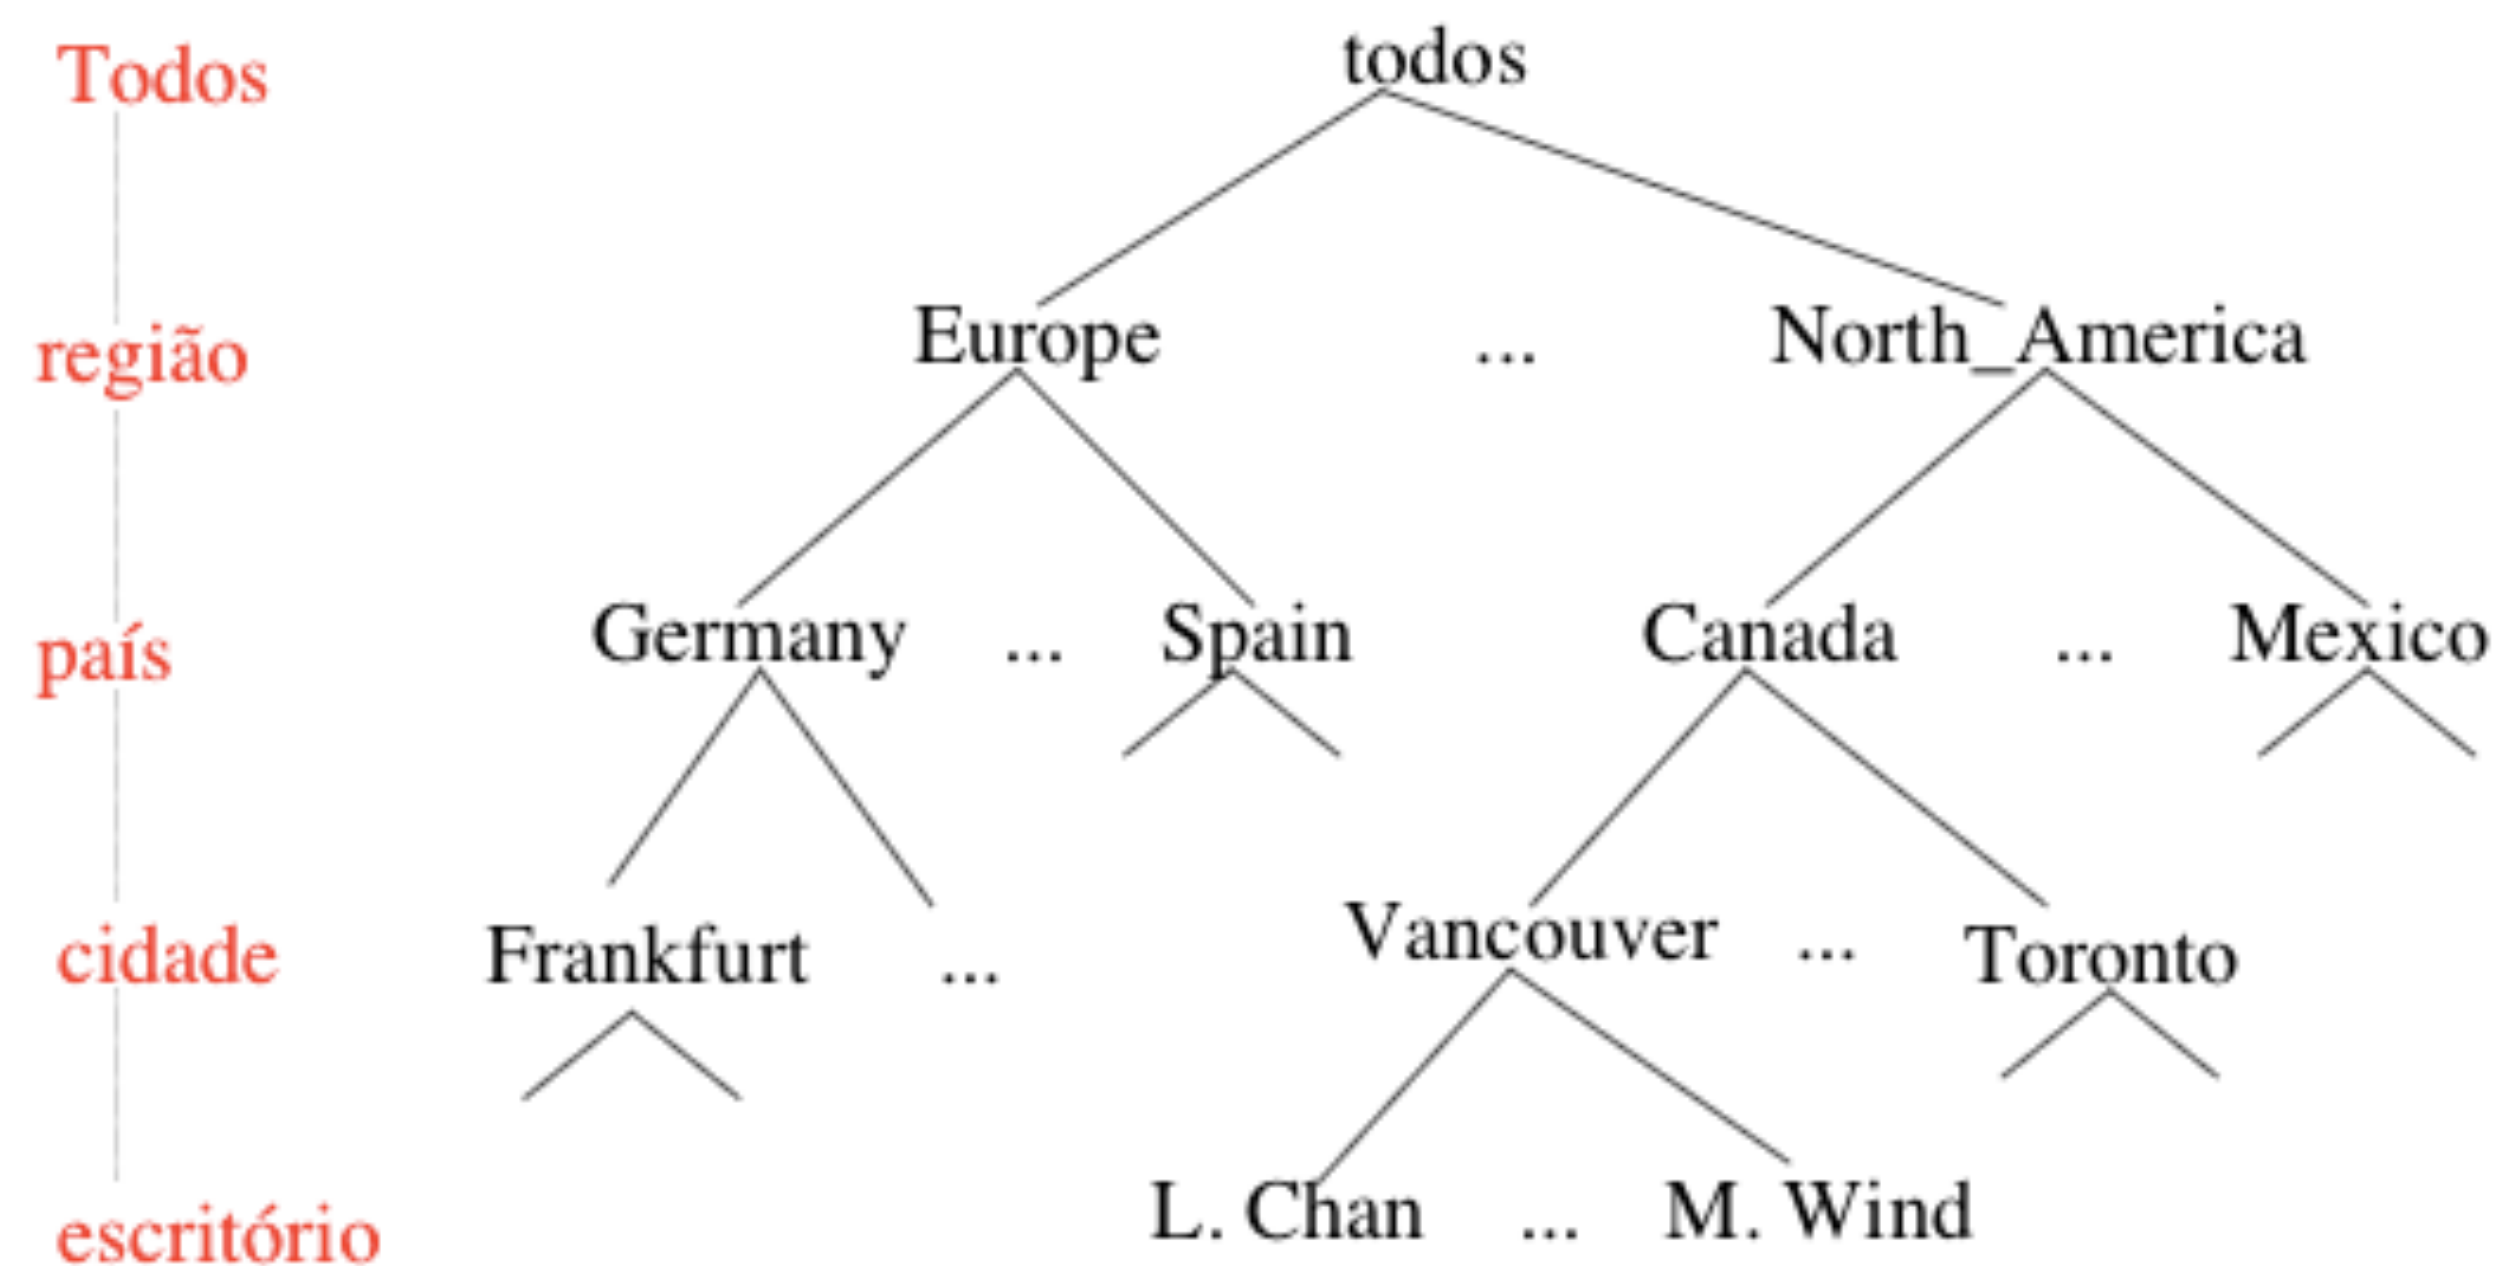 Todos todos
região Europe ... North_America
país Germany ... Spain Canada ... Mexico
cidade Frankfurt ... Vancouver ... Toronto
escritório L. Chan ... M. Wind